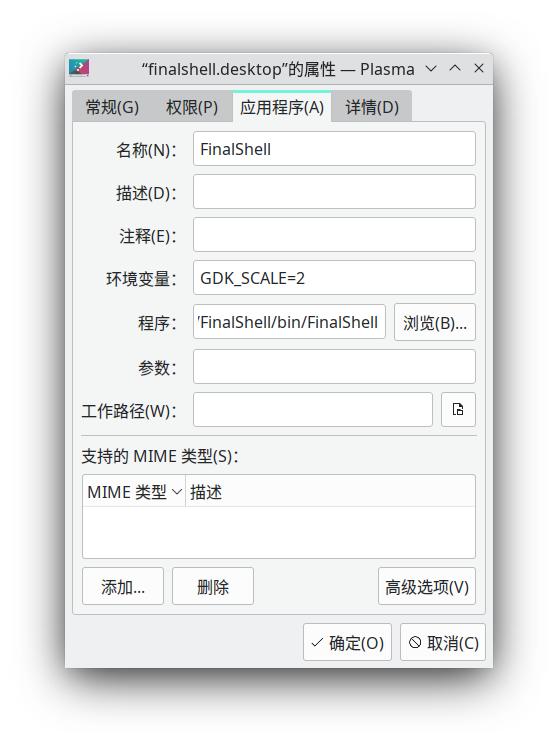 “finalshell.desktop”的属性 — Plasma
常规(G) 权限(P) 应用程序(A) 详情(D)
名称(N)： FinalShell
描述(D)：
注释(E)：
环境变量： GDK_SCALE=2
程序： /FinalShell/bin/FinalShell 浏览(B)...
参数：
工作路径(W)：
支持的 MIME 类型(S)：
MIME 类型 描述
添加... 删除 高级选项(V)
确定(O) 取消(C)